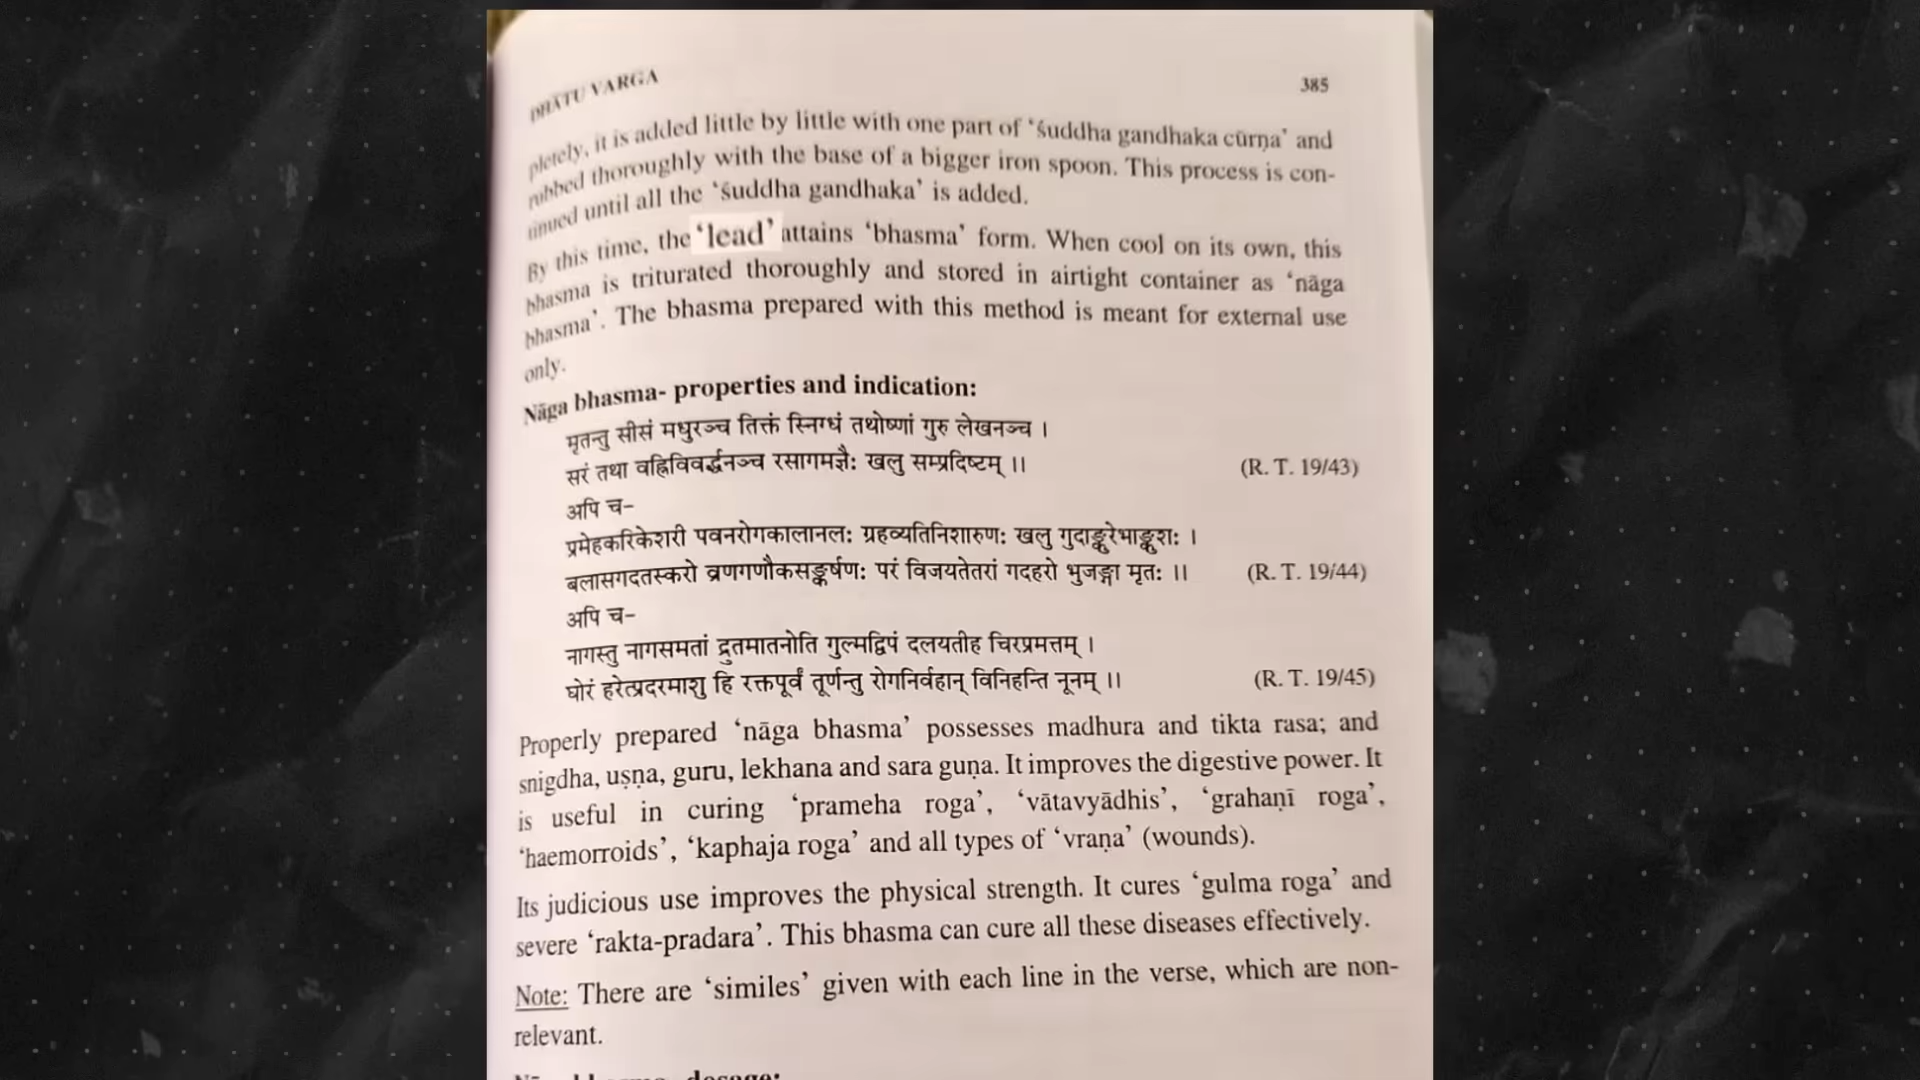 DHĀTU VARGA
385
pletely, it is added little by little with one part of ‘śuddha gandhaka cūrṇa’ and
rubbed thoroughly with the base of a bigger iron spoon. This process is con-
tinued until all the ‘śuddha gandhaka’ is added.
By this time, the ‘lead’ attains ‘bhasma’ form. When cool on its own, this
bhasma is triturated thoroughly and stored in airtight container as ‘nāga
bhasma’. The bhasma prepared with this method is meant for external use
only.
Nāga bhasma- properties and indication:
मृतन्तु सीसं मधुरञ्च तिक्तं स्निग्धं तथोष्णां गुरु लेखनञ्च ।
सरं तथा वह्निविवर्द्धनञ्च रसागमज्ञैः खलु सम्प्रदिष्टम् ।। (R. T. 19/43)
अपि च-
प्रमेहकरिकेशरी पवनरोगकालानलः ग्रहव्यतिनिशारुणः खलु गुदाङ्कुरेभाङ्कुशः ।
बलासगदतस्करो व्रणगणौकसङ्कर्षणः परं विजयतेतरां गदहरो भुजङ्गा मृतः ।। (R. T. 19/44)
अपि च-
नागस्तु नागसमतां द्रुतमातनोति गुल्मद्विपं दलयतीह चिरप्रमत्तम् ।
घोरं हरेत्प्रदरमाशु हि रक्तपूर्वं तूर्णन्तु रोगनिर्वहान् विनिहन्ति नूनम् ।। (R. T. 19/45)
Properly prepared ‘nāga bhasma’ possesses madhura and tikta rasa; and
snigdha, uṣṇa, guru, lekhana and sara guṇa. It improves the digestive power. It
is useful in curing ‘prameha roga’, ‘vātavyādhis’, ‘grahaṇī roga’,
‘haemorroids’, ‘kaphaja roga’ and all types of ‘vraṇa’ (wounds).
Its judicious use improves the physical strength. It cures ‘gulma roga’ and
severe ‘rakta-pradara’. This bhasma can cure all these diseases effectively.
Note: There are ‘similes’ given with each line in the verse, which are non-
relevant.